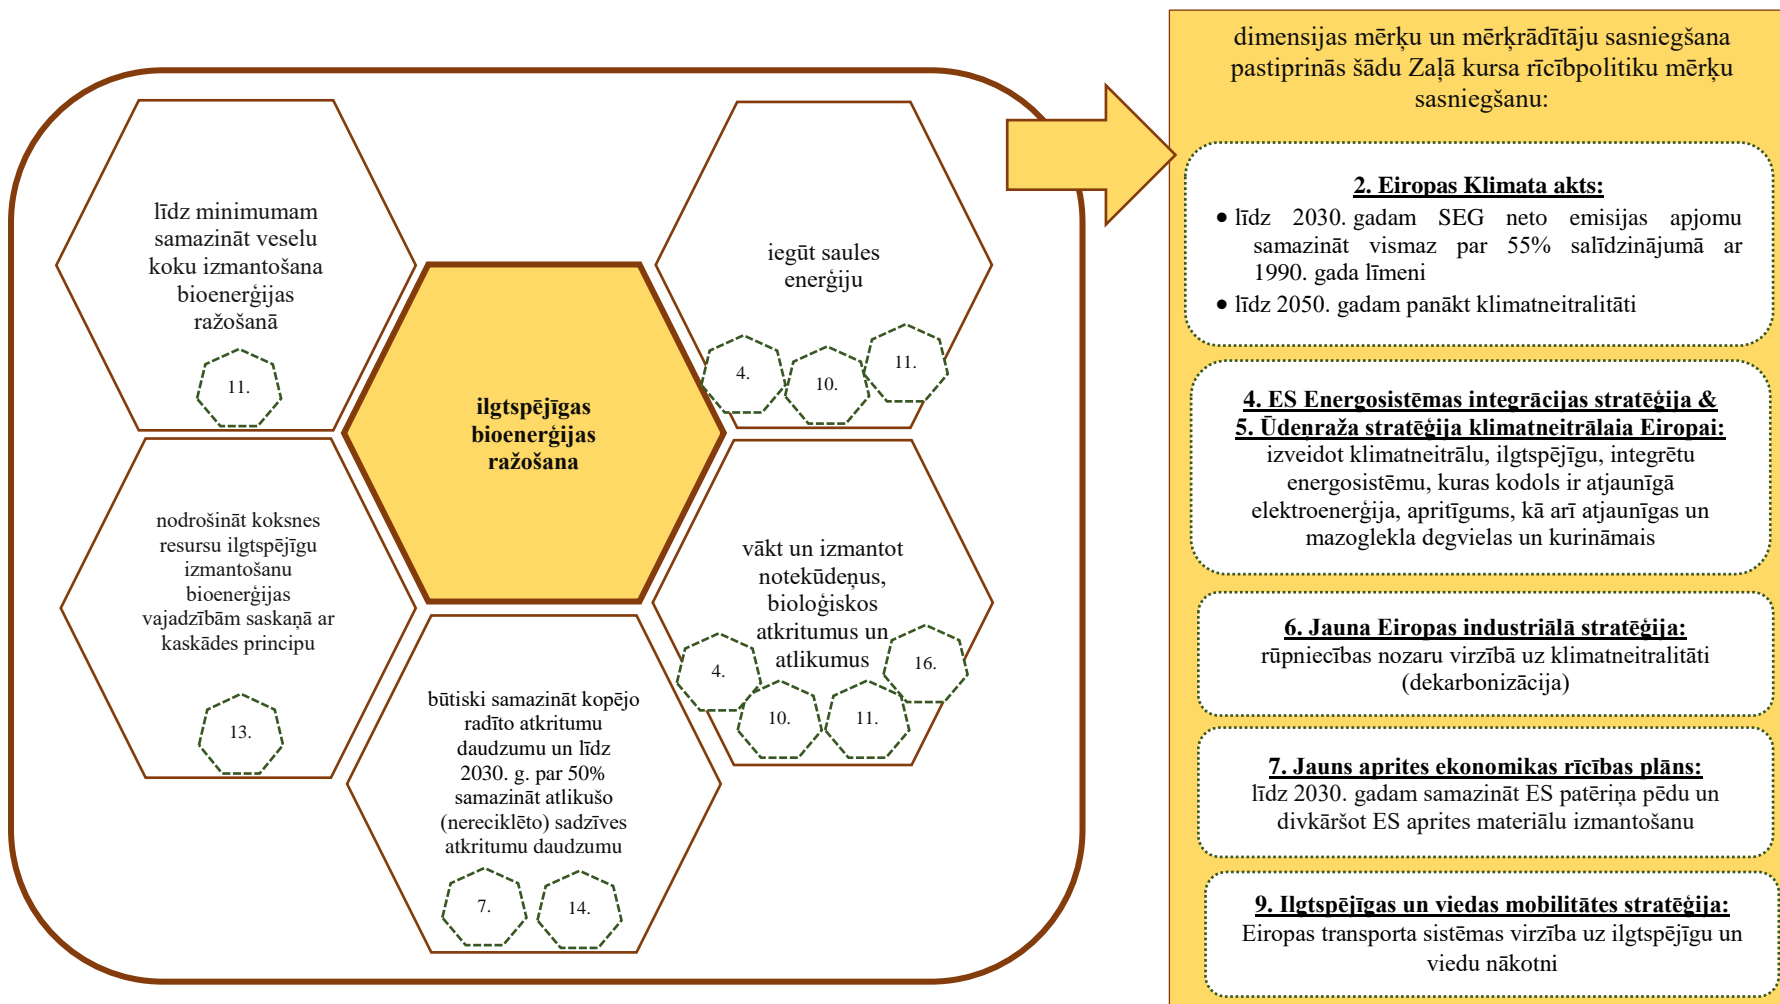 līdz minimumam
samazināt veselu
koku izmantošana
bioenerģijas
ražošanā
11.
iegūt saules
enerģiju
4.
10.
11.
ilgtspējīgas
bioenerģijas
ražošana
nodrošināt koksnes
resursu ilgtspējīgu
izmantošanu
bioenerģijas
vajadzībām saskaņā ar
kaskādes principu
13.
vākt un izmantot
notekūdeņus,
bioloģiskos
atkritumus un
atlikumus
4.
10.
11.
16.
būtiski samazināt kopējo
radīto atkritumu
daudzumu un līdz
2030. g. par 50%
samazināt atlikušo
(nereciklēto) sadzīves
atkritumu daudzumu
7.
14.
dimensijas mērķu un mērķrādītāju sasniegšana
pastiprinās šādu Zaļā kursa rīcībpolitiku mērķu
sasniegšanu:
2. Eiropas Klimata akts:
• līdz 2030. gadam SEG neto emisijas apjomu
samazināt vismaz par 55% salīdzinājumā ar
1990. gada līmeni
• līdz 2050. gadam panākt klimatneitralitāti
4. ES Energosistēmas integrācijas stratēģija &
5. Ūdeņraža stratēģija klimatneitrālaia Eiropai:
izveidot klimatneitrālu, ilgtspējīgu, integrētu
energosistēmu, kuras kodols ir atjaunīgā
elektroenerģija, apritīgums, kā arī atjaunīgas un
mazoglekla degvielas un kurināmais
6. Jauna Eiropas industriālā stratēģija:
rūpniecības nozaru virzībā uz klimatneitralitāti
(dekarbonizācija)
7. Jauns aprites ekonomikas rīcības plāns:
līdz 2030. gadam samazināt ES patēriņa pēdu un
divkāršot ES aprites materiālu izmantošanu
9. Ilgtspējīgas un viedas mobilitātes stratēģija:
Eiropas transporta sistēmas virzība uz ilgtspējīgu un
viedu nākotni